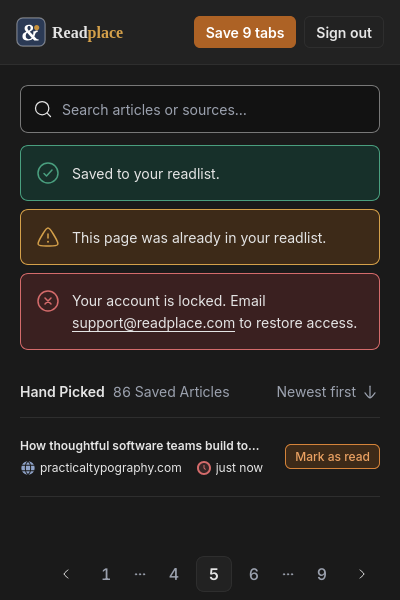 & Readplace
Save 9 tabs
Sign out
Search articles or sources...
Saved to your readlist.
This page was already in your readlist.
Your account is locked. Email
support@readplace.com to restore access.
Hand Picked 86 Saved Articles
Newest first
How thoughtful software teams build to...
practicaltypography.com just now
Mark as read
1 ... 4 5 6 ... 9